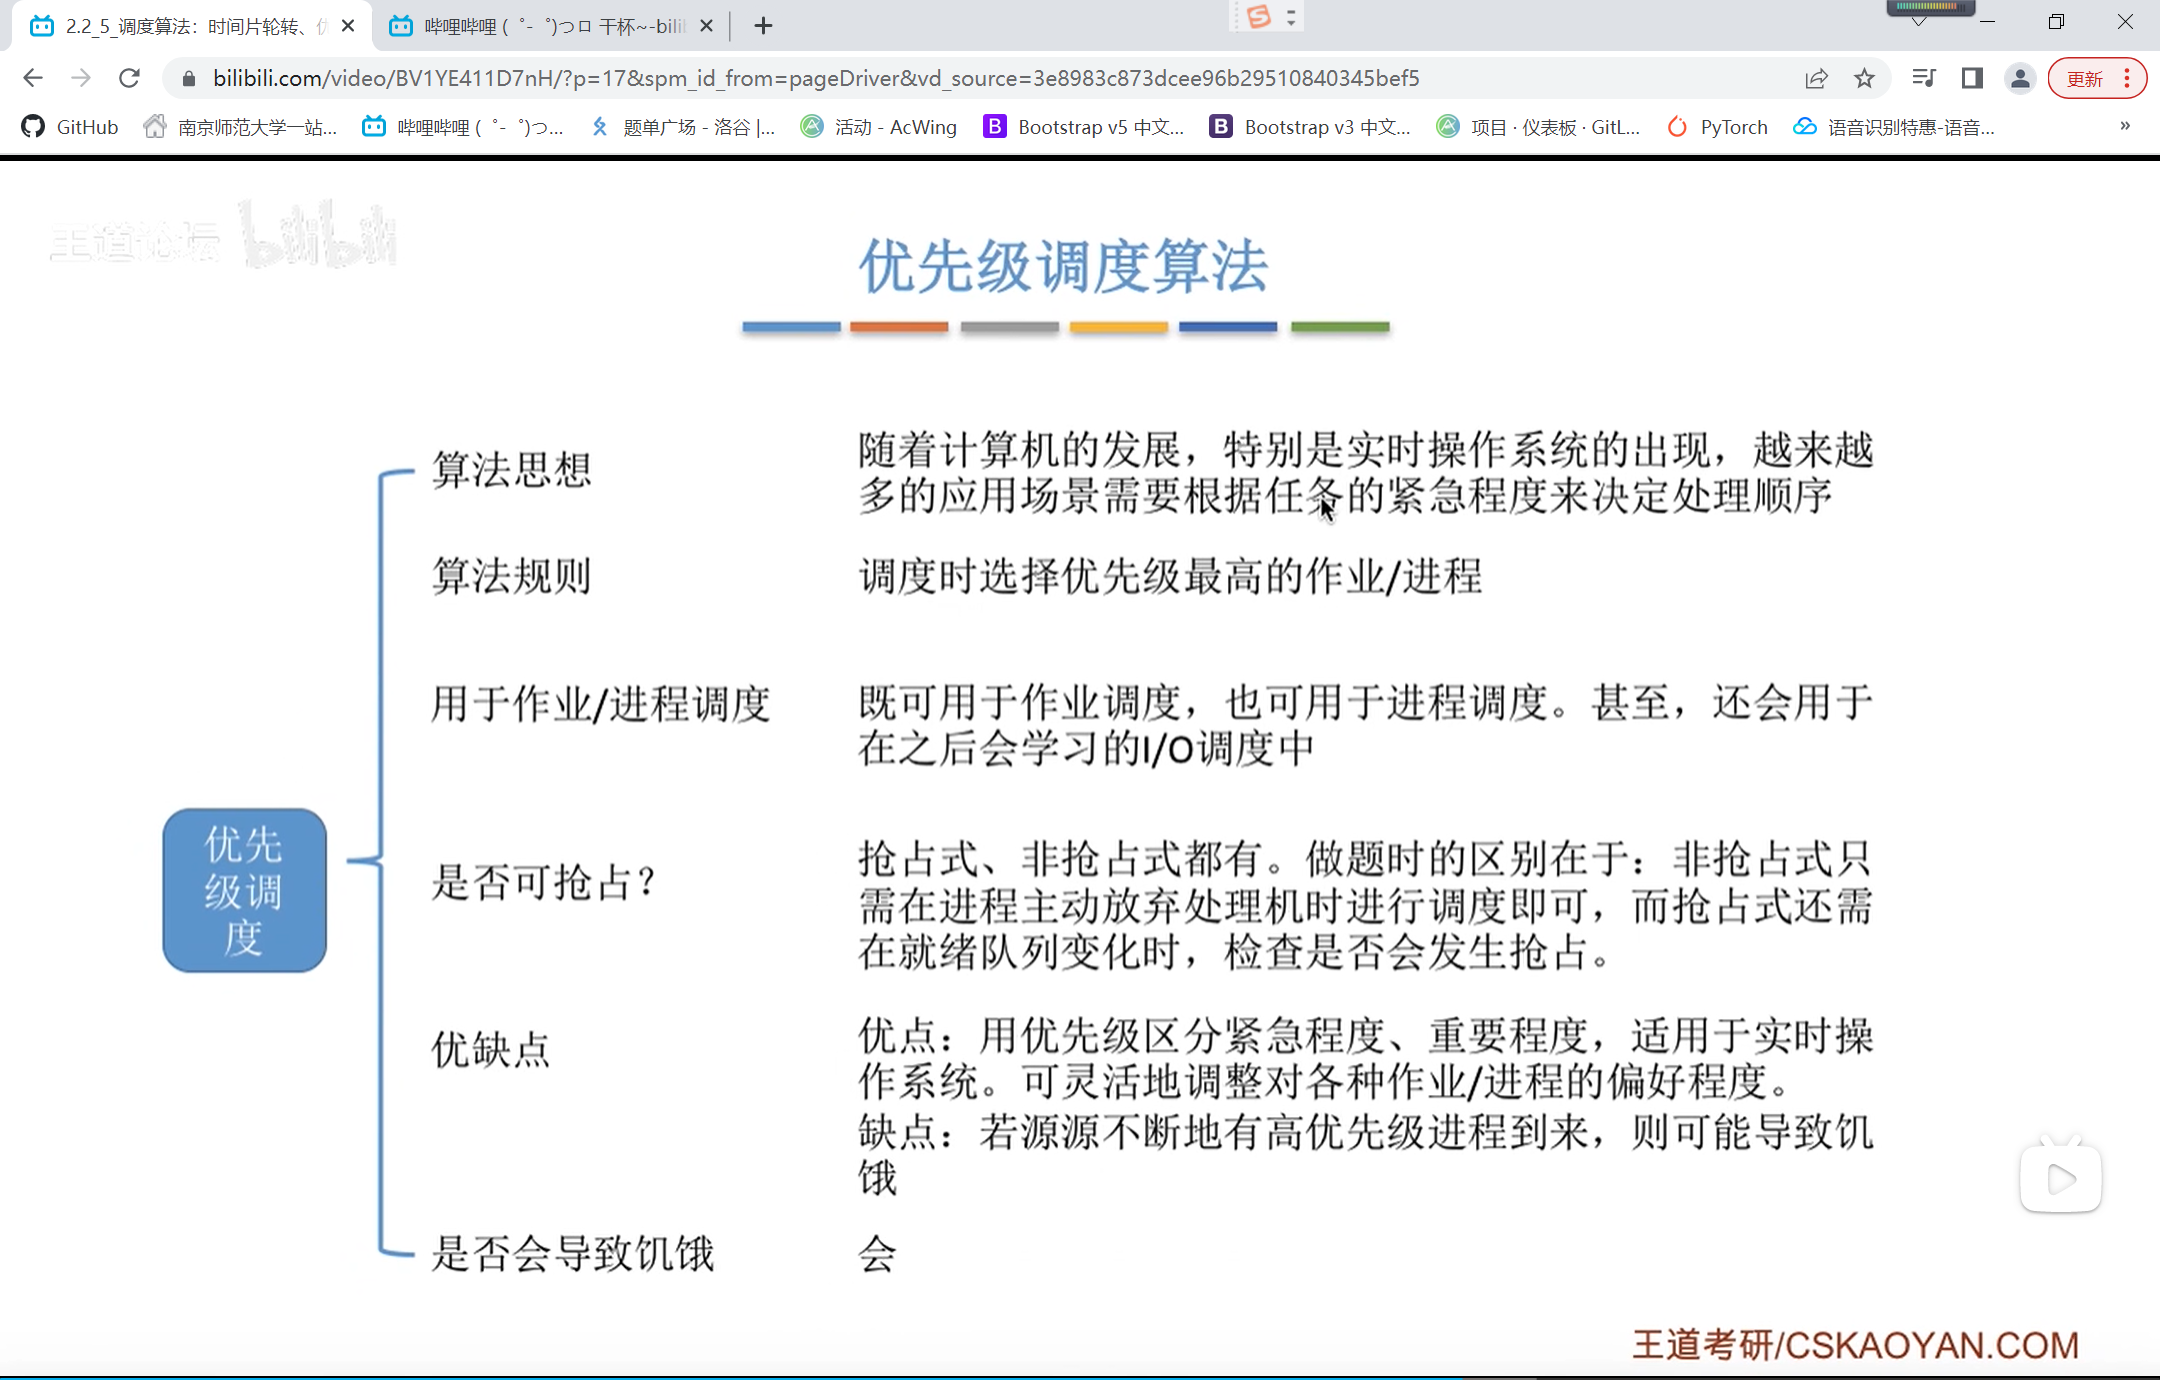 2.2_5_调度算法：时间片轮转、
哔哩哔哩 (゜-゜)つロ 干杯~-bili
bilibili.com/video/BV1YE411D7nH/?p=17&spm_id_from=pageDriver&vd_source=3e8983c873dcee96b29510840345bef5
更新
GitHub
南京师范大学一站...
哔哩哔哩 (゜-゜)つ...
题单广场 - 洛谷 |...
活动 - AcWing
Bootstrap v5 中文...
Bootstrap v3 中文...
项目 · 仪表板 · GitL...
PyTorch
语音识别特惠-语音...
»
王道论坛 bilibili
优先级调度算法
算法思想
随着计算机的发展，特别是实时操作系统的出现，越来越
多的应用场景需要根据任务的紧急程度来决定处理顺序
算法规则
调度时选择优先级最高的作业/进程
用于作业/进程调度
既可用于作业调度，也可用于进程调度。甚至，还会用于
在之后会学习的I/O调度中
优先
级调
度
是否可抢占？
抢占式、非抢占式都有。做题时的区别在于：非抢占式只
需在进程主动放弃处理机时进行调度即可，而抢占式还需
在就绪队列变化时，检查是否会发生抢占。
优缺点
优点：用优先级区分紧急程度、重要程度，适用于实时操
作系统。可灵活地调整对各种作业/进程的偏好程度。
缺点：若源源不断地有高优先级进程到来，则可能导致饥
饿
是否会导致饥饿
会
王道考研/CSKAOYAN.COM